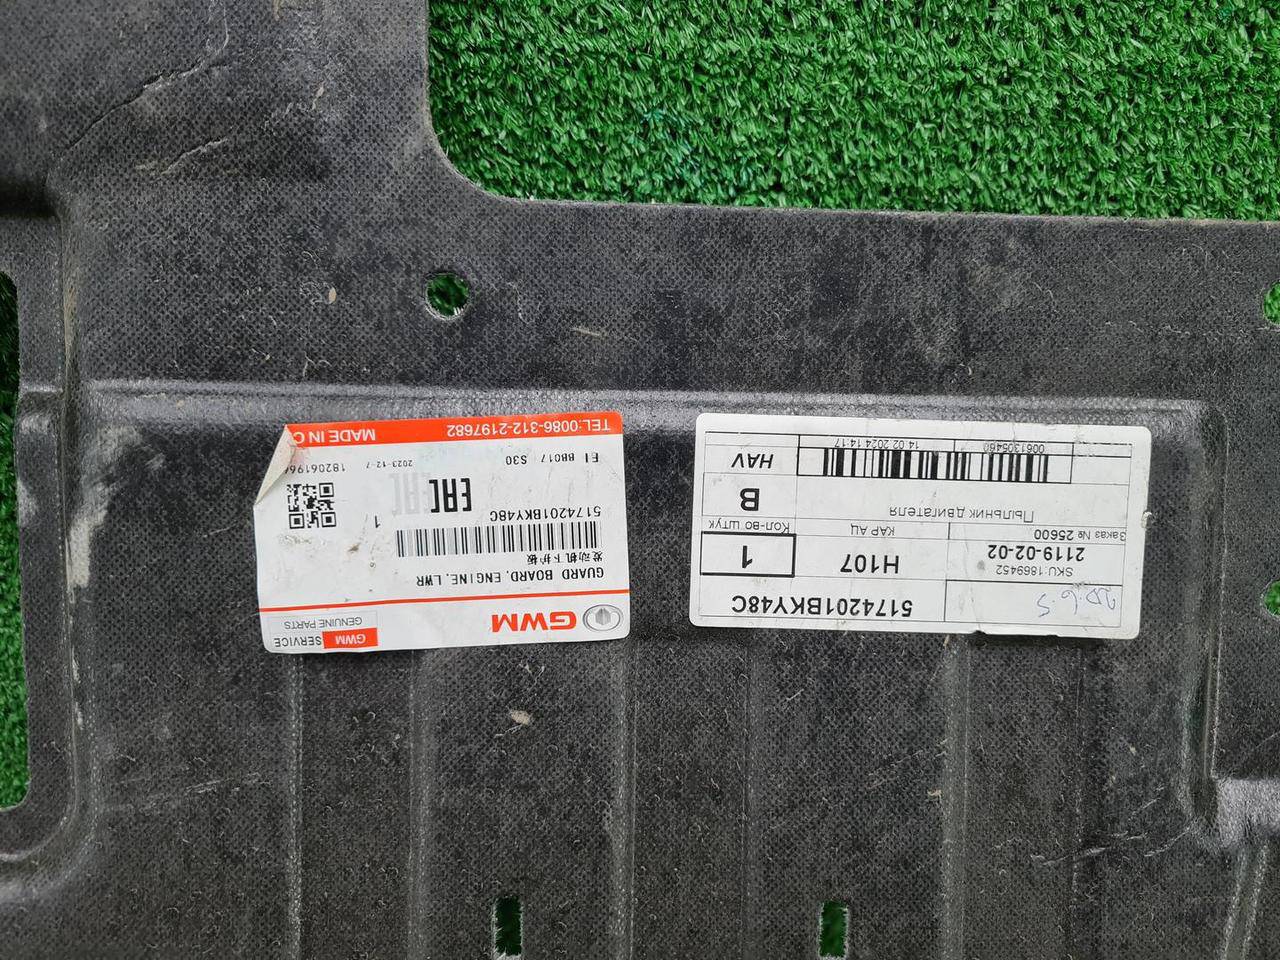 GWM
GWM SERVICE
GENUINE PARTS
GUARD BOARD, ENGINE, LWR
发动机下护板
5174201BKY48C
1
EAC
EI BB017 S30
2023-12-7
TEL:0086-312-2197682
MADE IN C
5174201BKY48C
SKU:1869452
2119-02-02
H107
1
Заказ № 25600
КАР АЦ
Кол-во штук
Пыльник двигателя
B
0061305460
14.02.2024 14:17
HAV